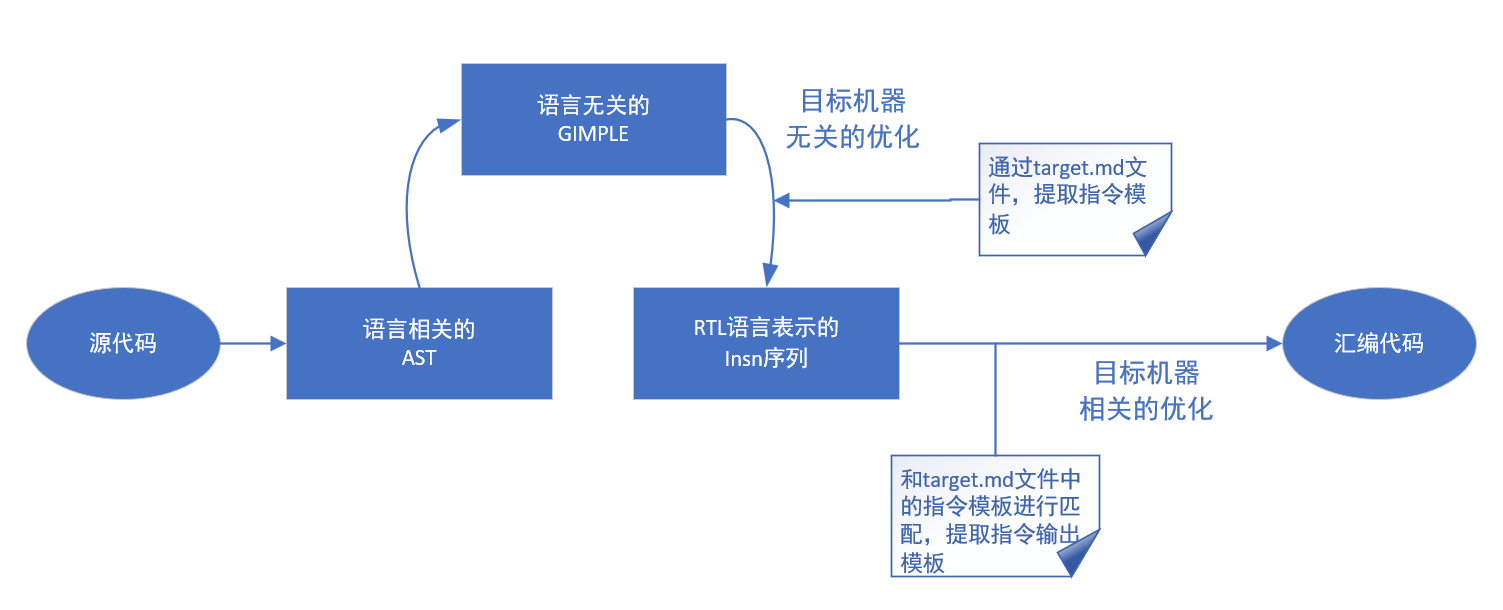 语言无关的
GIMPLE
目标机器
无关的优化
通过target.md文
件，提取指令模
板
源代码
语言相关的
AST
RTL语言表示的
Insn序列
汇编代码
目标机器
相关的优化
和target.md文件中
的指令模板进行匹
配，提取指令输出
模板